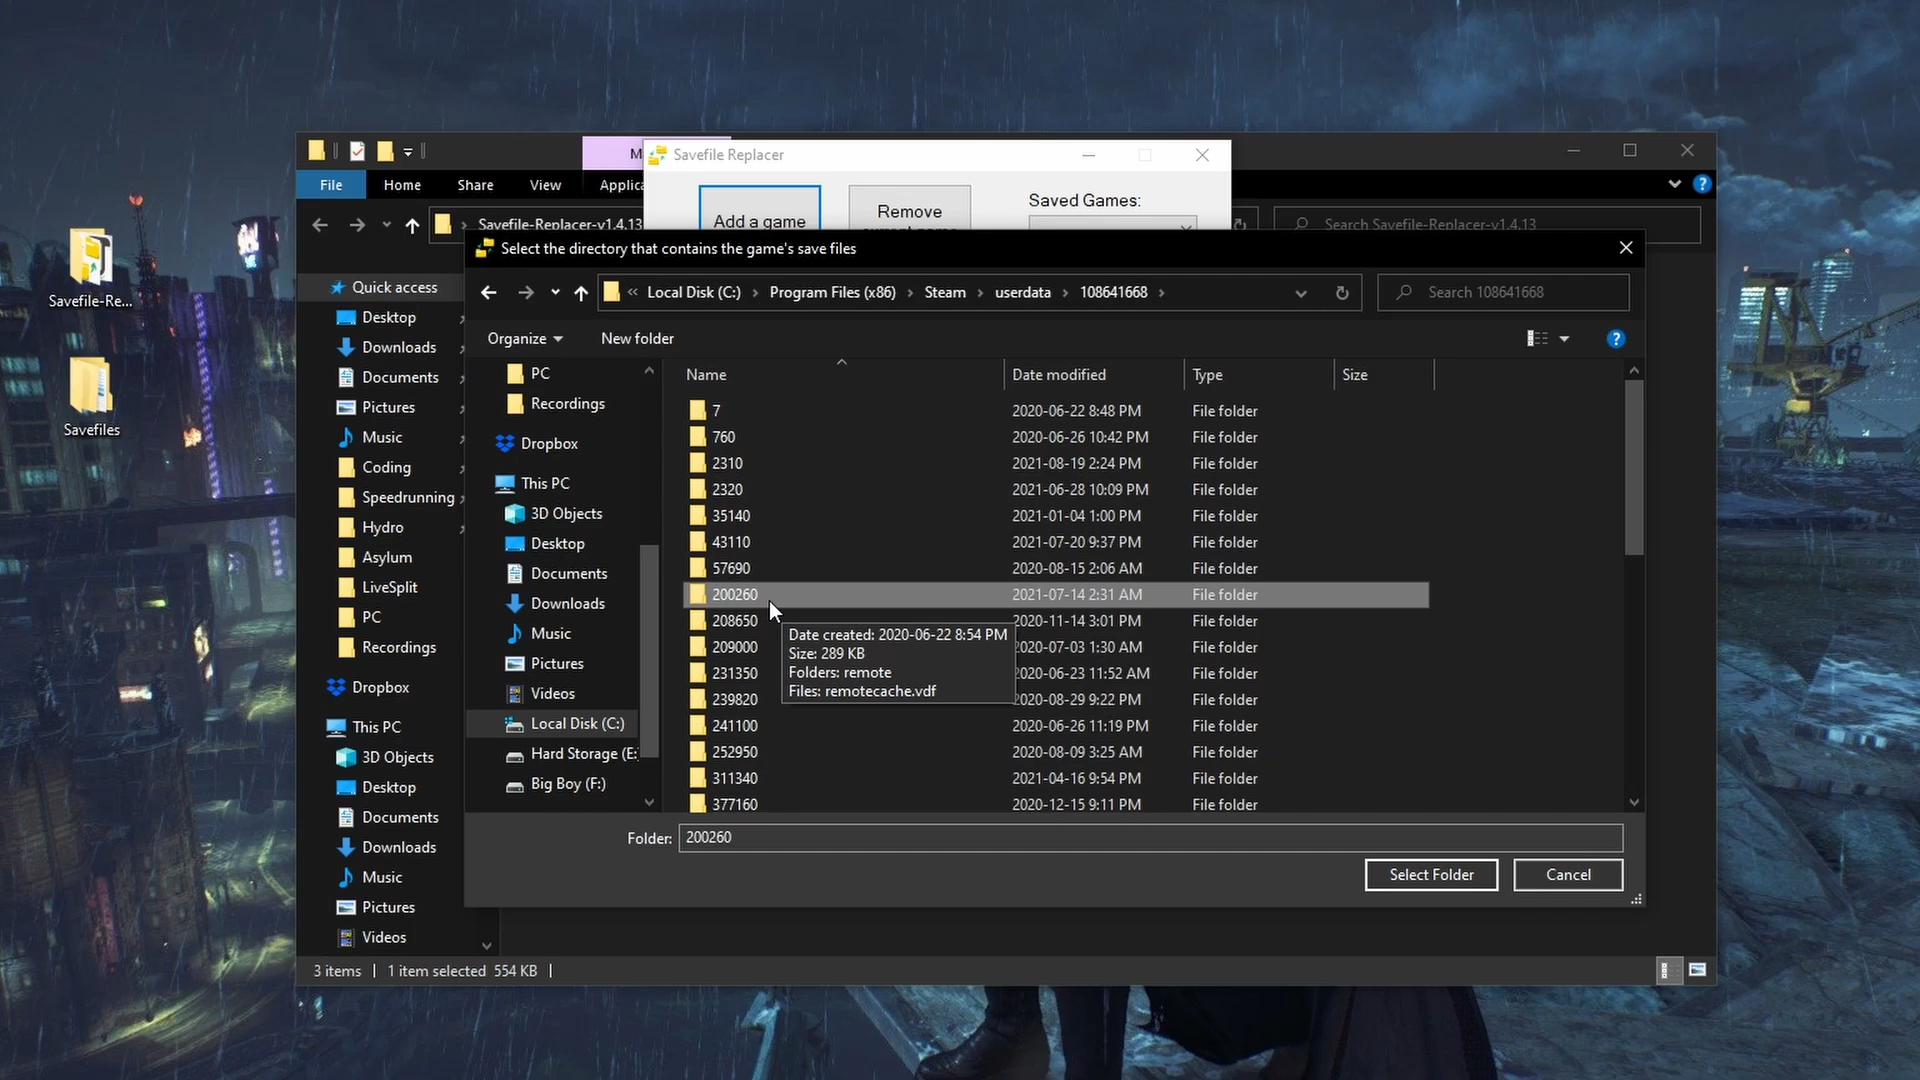 Savefile-Re...
Savefiles
M
File
Home
Share
View
Applica
Savefile-Replacer-v1.4.13
Search Savefile-Replacer-v1.4.13
Quick access
Desktop
Downloads
Documents
Pictures
Music
Coding
Speedrunning
Hydro
Asylum
LiveSplit
PC
Recordings
Dropbox
This PC
3D Objects
Desktop
Documents
Downloads
Music
Pictures
Videos
3 items
1 item selected 554 KB
Savefile Replacer
Add a game
Remove
Saved Games:
Select the directory that contains the game's save files
Local Disk (C:) › Program Files (x86) › Steam › userdata › 108641668 ›
Search 108641668
Organize
New folder
PC
Recordings
Dropbox
This PC
3D Objects
Desktop
Documents
Downloads
Music
Pictures
Videos
Local Disk (C:)
Hard Storage (E:
Big Boy (F:)
Name Date modified Type Size
7 2020-06-22 8:48 PM File folder
760 2020-06-26 10:42 PM File folder
2310 2021-08-19 2:24 PM File folder
2320 2021-06-28 10:09 PM File folder
35140 2021-01-04 1:00 PM File folder
43110 2021-07-20 9:37 PM File folder
57690 2020-08-15 2:06 AM File folder
200260 2021-07-14 2:31 AM File folder
208650 2020-11-14 3:01 PM File folder
209000 2020-07-03 1:30 AM File folder
231350 2020-06-23 11:52 AM File folder
239820 2020-08-29 9:22 PM File folder
241100 2020-06-26 11:19 PM File folder
252950 2020-08-09 3:25 AM File folder
311340 2021-04-16 9:54 PM File folder
377160 2020-12-15 9:11 PM File folder
Date created: 2020-06-22 8:54 PM
Size: 289 KB
Folders: remote
Files: remotecache.vdf
Folder: 200260
Select Folder
Cancel